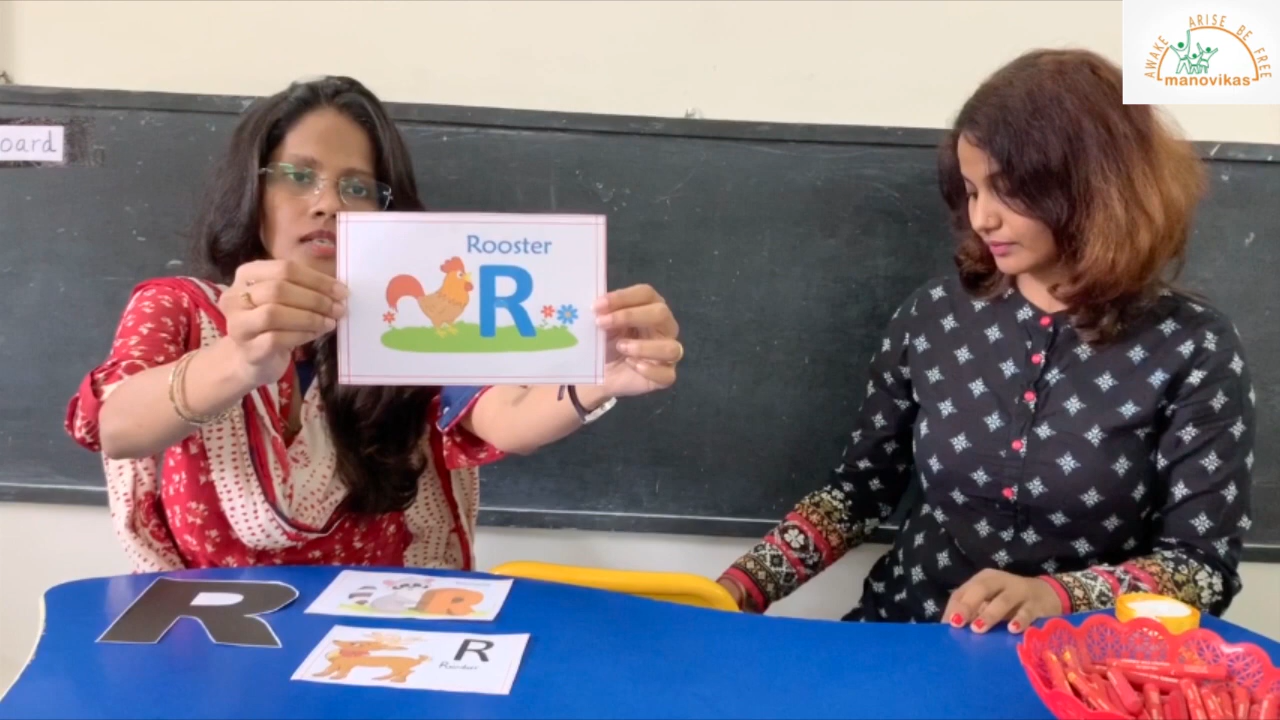 AWAKE ARISE BE FREE
manovikas
oard
Rooster
R
R
R
R